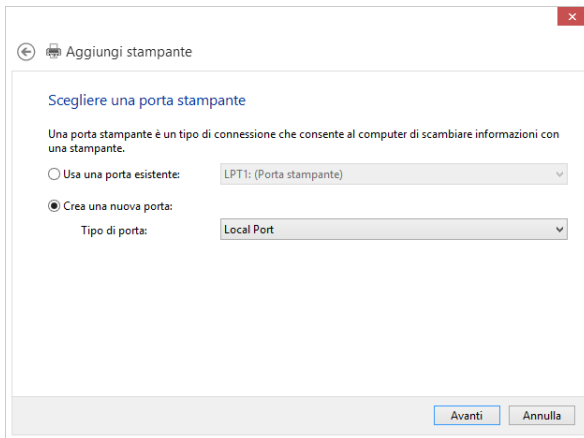 Aggiungi stampante
Scegliere una porta stampante
Una porta stampante è un tipo di connessione che consente al computer di scambiare informazioni con
una stampante.
Usa una porta esistente:
LPT1: (Porta stampante)
Crea una nuova porta:
Tipo di porta:
Local Port
Avanti
Annulla